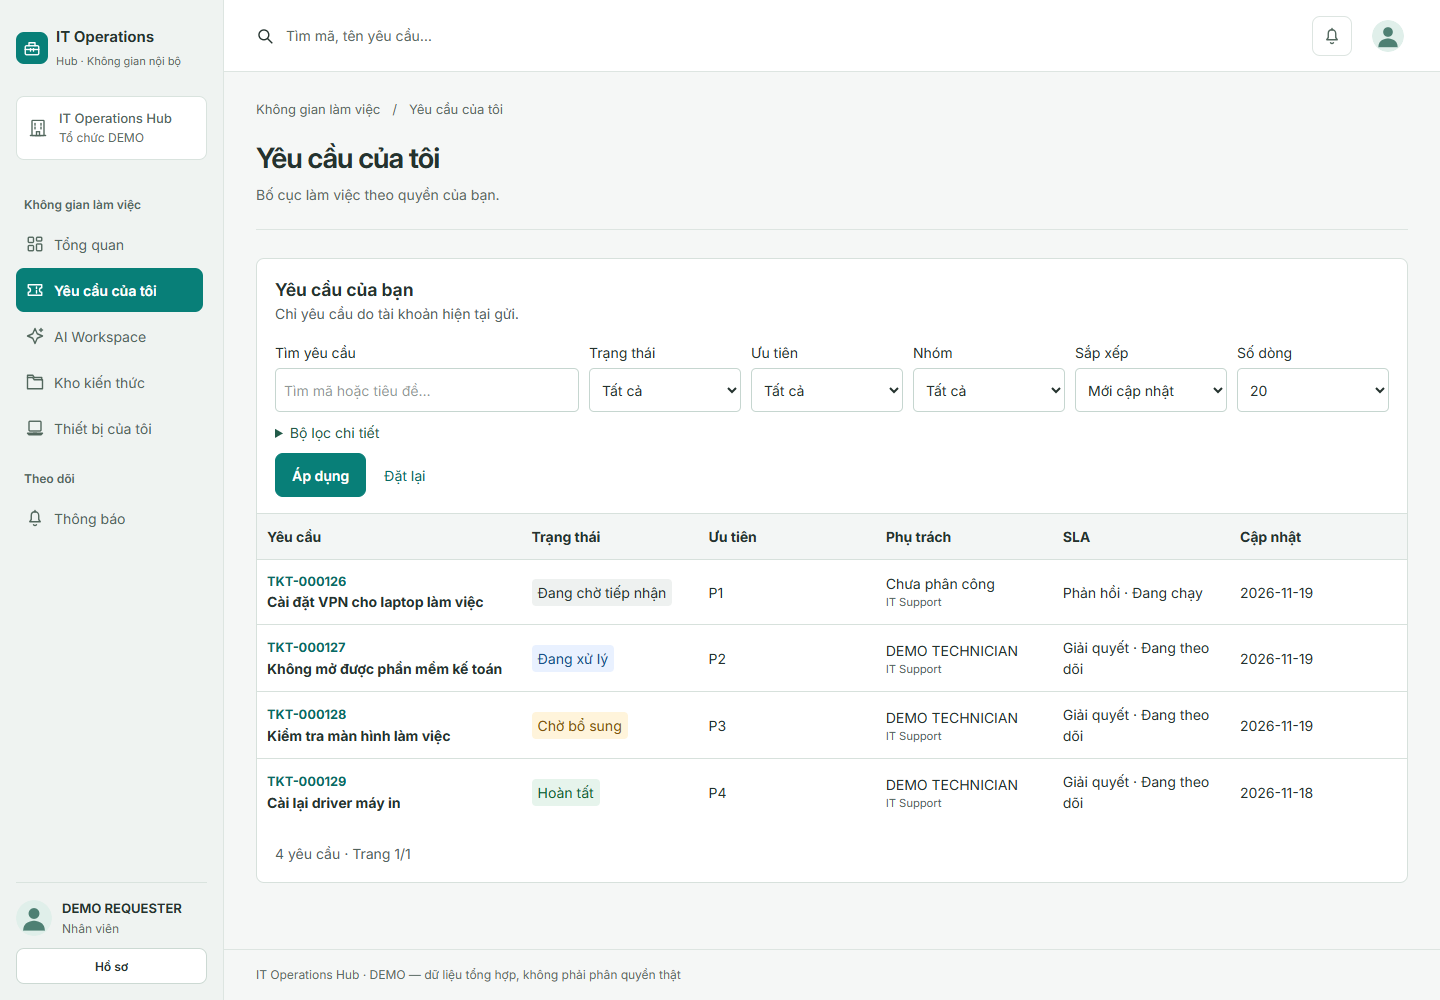 IT Operations
Hub · Không gian nội bộ
IT Operations Hub
Tổ chức DEMO
Không gian làm việc
Tổng quan
Yêu cầu của tôi
AI Workspace
Kho kiến thức
Thiết bị của tôi
Theo dõi
Thông báo
DEMO REQUESTER
Nhân viên
Hồ sơ
Tìm mã, tên yêu cầu...
Không gian làm việc / Yêu cầu của tôi
Yêu cầu của tôi
Bố cục làm việc theo quyền của bạn.
Yêu cầu của bạn
Chỉ yêu cầu do tài khoản hiện tại gửi.
Tìm yêu cầu Trạng thái Ưu tiên Nhóm Sắp xếp Số dòng
Tìm mã hoặc tiêu đề... Tất cả Tất cả Tất cả Mới cập nhật 20
Bộ lọc chi tiết
Áp dụng Đặt lại
Yêu cầu Trạng thái Ưu tiên Phụ trách SLA Cập nhật
TKT-000126
Cài đặt VPN cho laptop làm việc
Đang chờ tiếp nhận
P1
Chưa phân công
IT Support
Phản hồi · Đang chạy
2026-11-19
TKT-000127
Không mở được phần mềm kế toán
Đang xử lý
P2
DEMO TECHNICIAN
IT Support
Giải quyết · Đang theo
dõi
2026-11-19
TKT-000128
Kiểm tra màn hình làm việc
Chờ bổ sung
P3
DEMO TECHNICIAN
IT Support
Giải quyết · Đang theo
dõi
2026-11-19
TKT-000129
Cài lại driver máy in
Hoàn tất
P4
DEMO TECHNICIAN
IT Support
Giải quyết · Đang theo
dõi
2026-11-18
4 yêu cầu · Trang 1/1
IT Operations Hub · DEMO — dữ liệu tổng hợp, không phải phân quyền thật